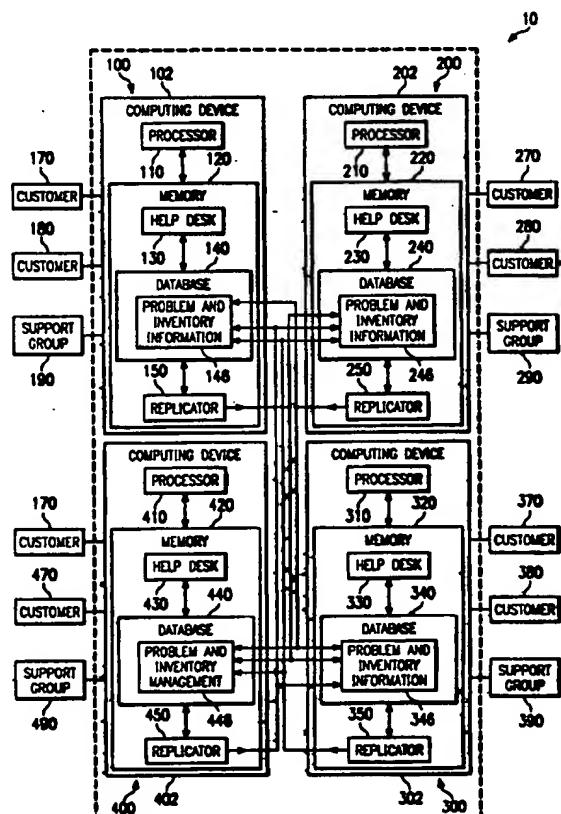 10
100
102
202
200
COMPUTING DEVICE
PROCESSOR
110
120
170
CUSTOMER
MEMORY
180
HELP DESK
CUSTOMER
130
140
DATABASE
PROBLEM AND
INVENTORY
INFORMATION
SUPPORT
GROUP
190
150
146
REPLICATOR
COMPUTING DEVICE
PROCESSOR
210
220
270
MEMORY
CUSTOMER
280
HELP DESK
CUSTOMER
230
240
DATABASE
PROBLEM AND
INVENTORY
INFORMATION
SUPPORT
GROUP
290
250
246
REPLICATOR
COMPUTING DEVICE
PROCESSOR
410
420
170
CUSTOMER
MEMORY
470
HELP DESK
CUSTOMER
430
440
DATABASE
PROBLEM AND
INVENTORY
MANAGEMENT
SUPPORT
GROUP
490
450
446
REPLICATOR
400
402
COMPUTING DEVICE
PROCESSOR
310
320
370
MEMORY
CUSTOMER
380
HELP DESK
CUSTOMER
330
340
DATABASE
PROBLEM AND
INVENTORY
INFORMATION
SUPPORT
GROUP
390
350
346
REPLICATOR
302
300